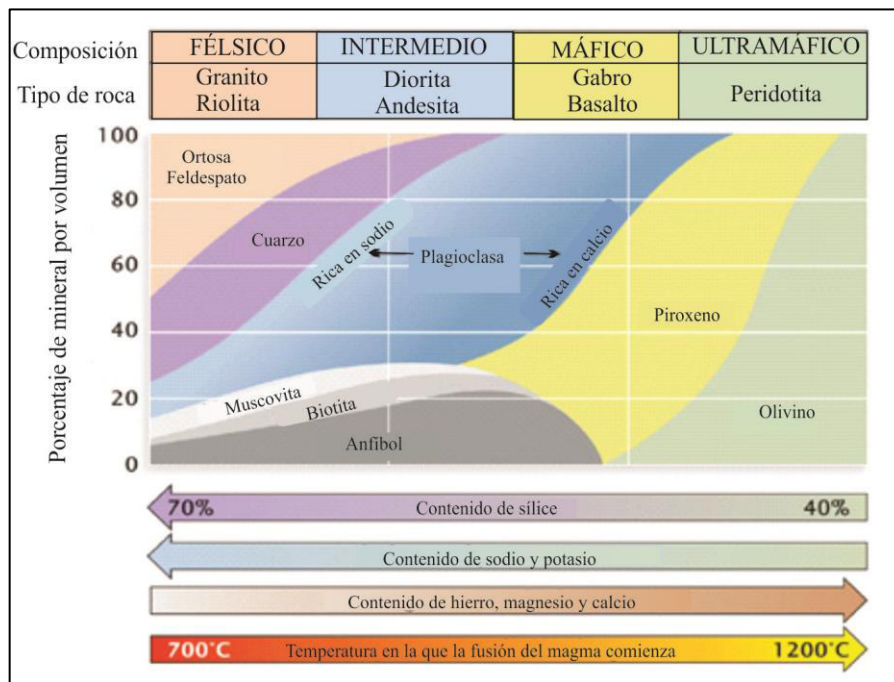 Composición FÉLSICO INTERMEDIO MÁFICO ULTRAMÁFICO
Tipo de roca
Granito
Riolita
Diorita
Andesita
Gabro
Basalto
Peridotita
Porcentaje de mineral por volumen
100
80
60
40
20
0
Ortosa
Feldespato
Cuarzo
Rica en sodio
Plagioclasa
Rica en calcio
Piroxeno
Muscovita
Biotita
Anfíbol
Olivino
70% Contenido de sílice 40%
Contenido de sodio y potasio
Contenido de hierro, magnesio y calcio
700°C Temperatura en la que la fusión del magma comienza 1200°C